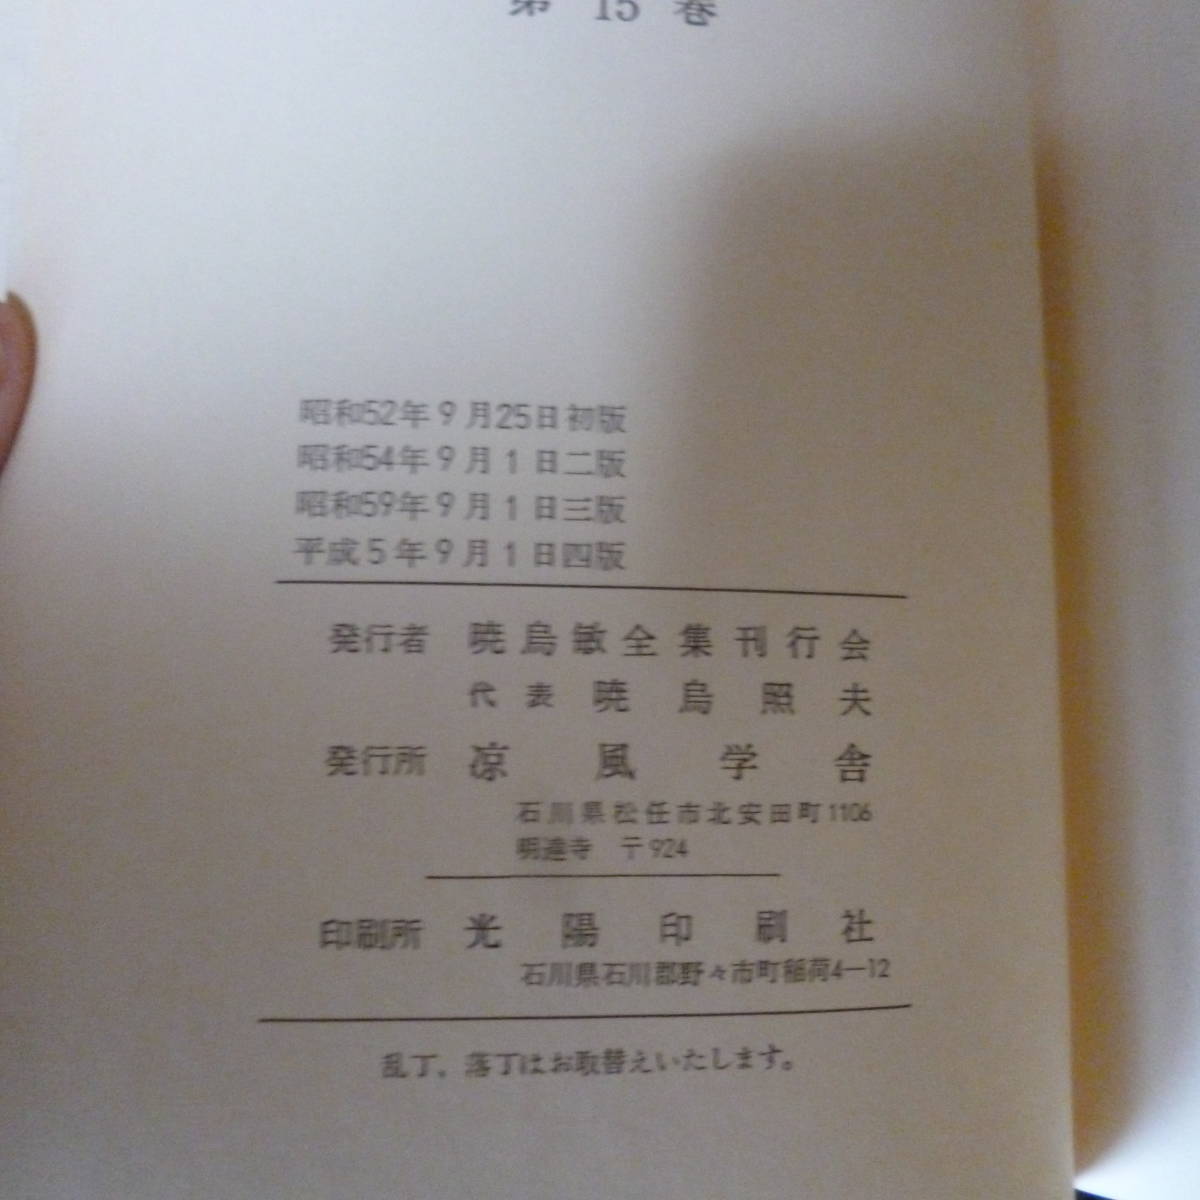 第 15 巻
昭和52年9月25日初版
昭和54年9月1日二版
昭和59年9月1日三版
平成5年9月1日四版
発行者 暁烏敏全集刊行会
代表 暁烏照夫
発行所 凉風学舎
石川県松任市北安田町1106
明達寺 〒924
印刷所 光陽印刷社
石川県石川郡野々市町稲荷4-12
乱丁,落丁はお取替えいたします。